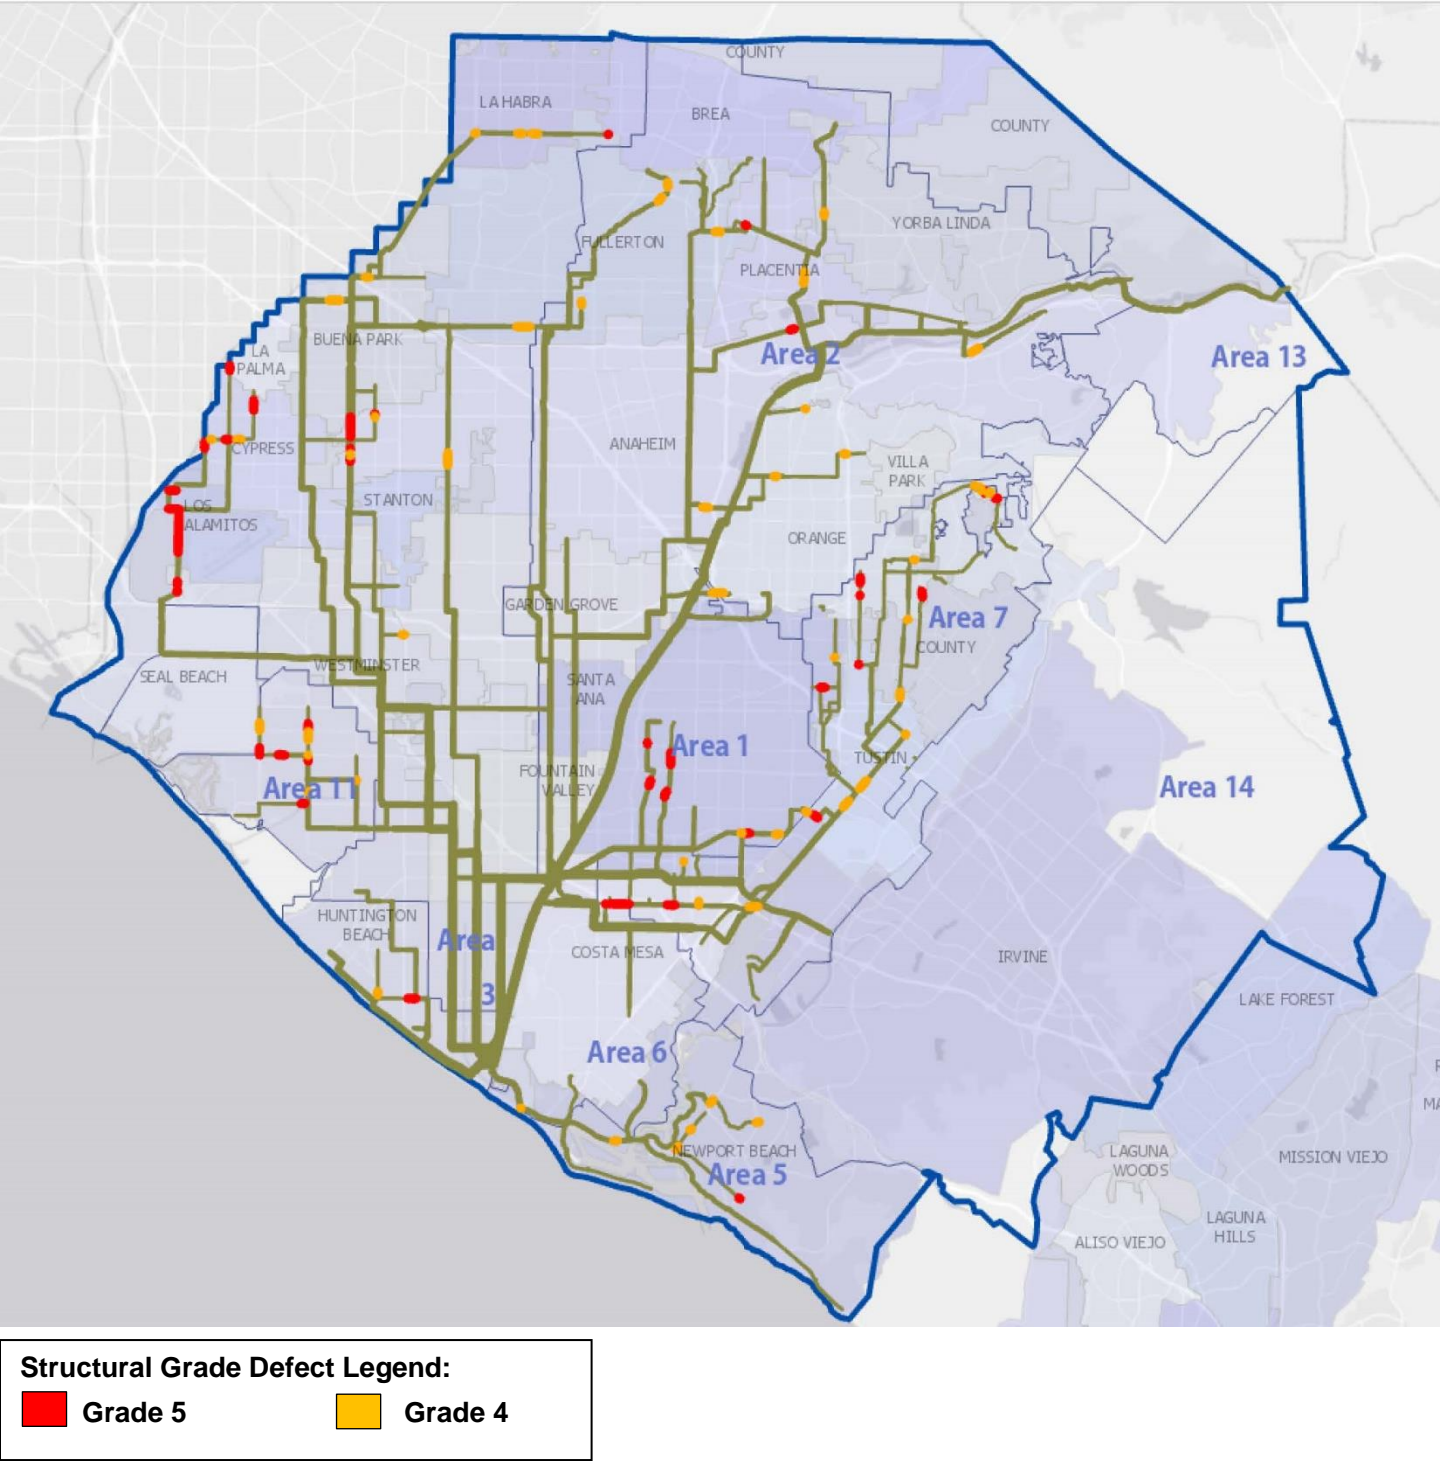 COUNTY
LA HABRA
BREA
COUNTY
YORBA LINDA
FULLERTON
PLACENTIA
BUENA PARK
LA
PALMA
Area 2
Area 13
CYPRESS
ANAHEIM
VILLA
PARK
STANTON
LOS
ALAMITOS
ORANGE
GARDEN GROVE
Area 7
COUNTY
WESTMINSTER
SEAL BEACH
SANTA
ANA
Area 1
TUSTIN
FOUNTAIN
VALLEY
Area 11
Area 14
HUNTINGTON
BEACH
Area
3
COSTA MESA
IRVINE
LAKE FOREST
Area 6
NEWPORT BEACH
Area 5
LAGUNA
WOODS
MISSION VIEJO
LAGUNA
HILLS
ALISO VIEJO
Structural Grade Defect Legend:
Grade 5
Grade 4